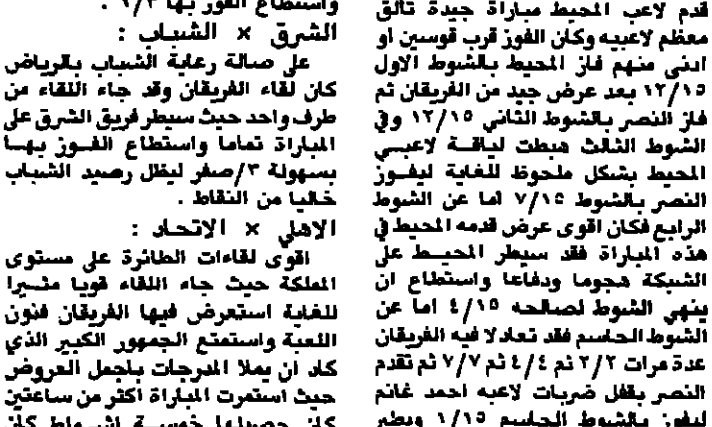 قدم لاعب المحيط مباراة جيدة تالق
معظم لاعبيه وكان الفوز قرب قوسين او
ادنى منهم فاز المحيط بالشوط الاول
١٢/١٥ بعد عرض جيد من الفريقان ثم
فاز النصر بالشوط الثاني ١٢/١٥ وفي
الشوط الثالث هبطت لياقة لاعبي
المحيط بشكل ملحوظ للغاية ليفوز
النصر بالشوط ٧/١٥ اما عن الشوط
الرابع فكان اقوى عرض قدمه المحيط في
هذه المباراة فقد سيطر المحيط على
الشبكة هجوما ودفاعا واستطاع ان
ينهي الشوط لصالحه ٤/١٥ اما عن
الشوط الحاسم فقد تعادلا فيه الفريقان
عدة مرات ٢/٢ ثم ٤/٤ ثم ٧/٧ ثم تقدم
النصر بفل ضربات لاعبه احمد غانم
ليفوز بالشوط الحاسم
واستطاع الفوز بها
الشرق × الشباب :
على صالة رعاية الشباب بالرياض
كان لقاء الفريقان وقد جاء اللقاء من
طرف واحد حيث سيطر فريق الشرق على
المباراة تماما واستطاع الفوز بها
بسهولة ٣/صفر ليظل رصيد الشباب
خاليا من النقاط .
الاهلي × الاتحاد :
اقوى لقاءات الطائرة على مستوى
المملكة حيث جاء اللقاء قويا مثيرا
للغاية استعرض فيها الفريقان فنون
اللعبة واستمتع الجمهور الكبير الذي
كاد ان يملا المدرجات باجمل العروض
حيث استمرت المباراة اكثر من ساعتين